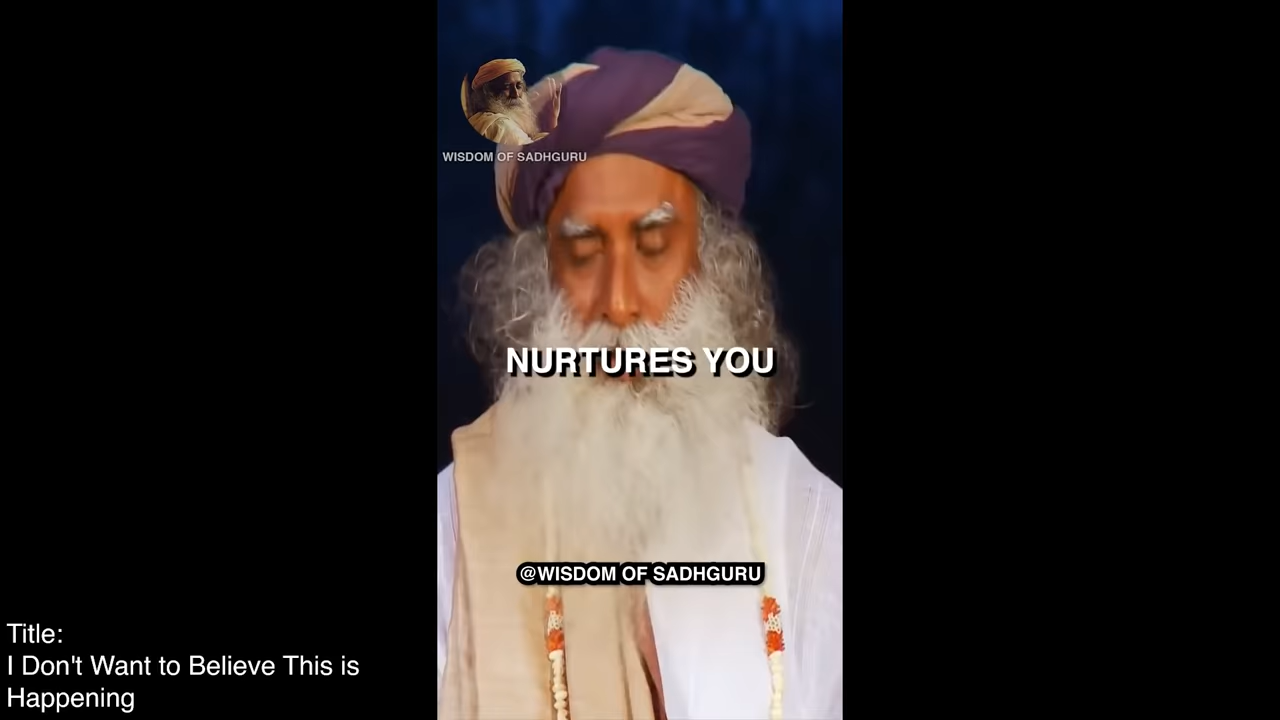 WISDOM OF SADHGURU
NURTURES YOU
@WISDOM OF SADHGURU
Title:
I Don't Want to Believe This is
Happening